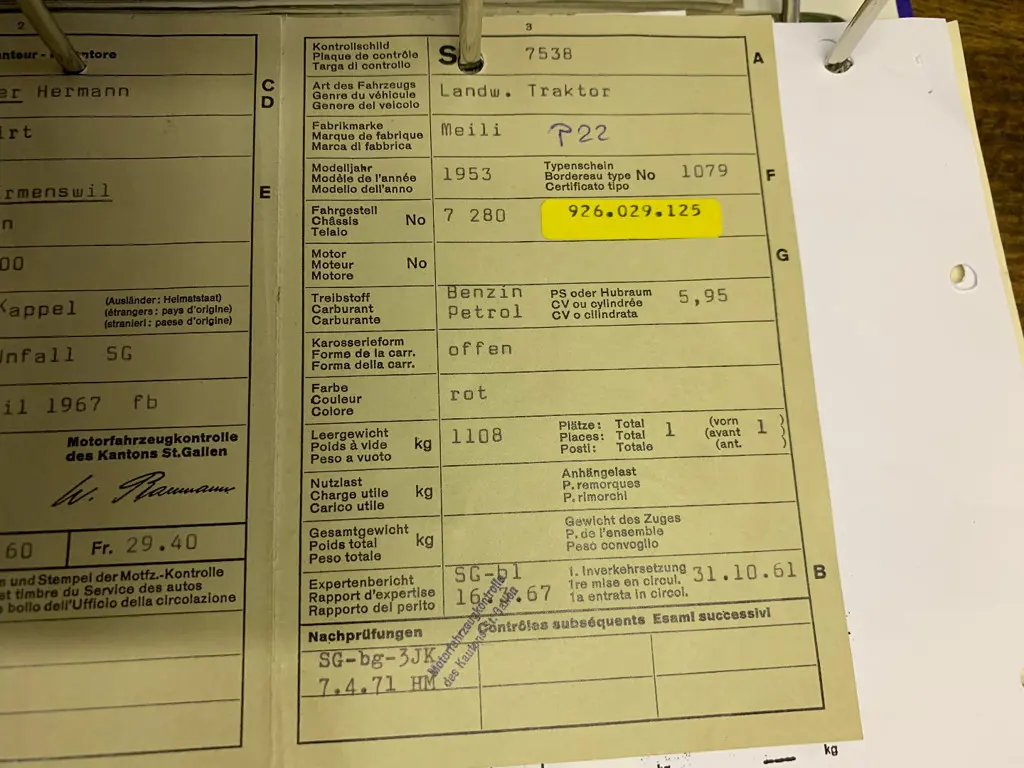 2
anteur - 
ntore
er Hermann
irt
rmenswil
n
00
Kappel
(Ausländer: Heimatstaat)
(étrangers: pays d'origine)
(stranieri: paese d'origine)
Unfall SG
il 1967 fb
Motorfahrzeugkontrolle
des Kantons St.Gallen
W. Baumann
60
Fr. 29.40
n und Stempel der Motfz.-Kontrolle
st timbre du Service des autos
bollo dell'Ufficio della circolazione
C
D
E
3
Kontrollschild
Plaque de contrôle
Targa di controllo
S 7538
A
Art des Fahrzeugs
Genre du véhicule
Genere del veicolo
Landw. Traktor
Fabrikmarke
Marque de fabrique
Marca di fabbrica
Meili P22
Modelljahr
Modèle de l'année
Modello dell'anno
1953
Typenschein
Bordereau type No
Certificato tipo
1079
F
Fahrgestell
Châssis No
Telaio
7 280
926.029.125
Motor
Moteur No
Motore
G
Treibstoff
Carburant
Carburante
Benzin
Petrol
PS oder Hubraum
CV ou cylindrée
CV o cilindrata
5,95
Karosserieform
Forme de la carr.
Forma della carr.
offen
Farbe
Couleur
Colore
rot
Leergewicht
Poids à vide kg
Peso a vuoto
1108
Plätze: Total
Places: Total 1
Posti: Totale
(vorn )
(avant 1 )
(ant. )
Nutzlast
Charge utile kg
Carico utile
Anhängelast
P. remorques
P. rimorchi
Gesamtgewicht
Poids total kg
Peso totale
Gewicht des Zuges
P. de l'ensemble
Peso convoglio
Expertenbericht
Rapport d'expertise
Rapporto del perito
SG-bl
16. .67
1. Inverkehrsetzung
1re mise en circul.
1a entrata in circol.
31.10.61
B
Motorfahrzeugkontrolle
des Kantons St. Gallen
Nachprüfungen Contrôles subséquents Esami successivi
SG-bg-3JK
7.4.71 HM
kg